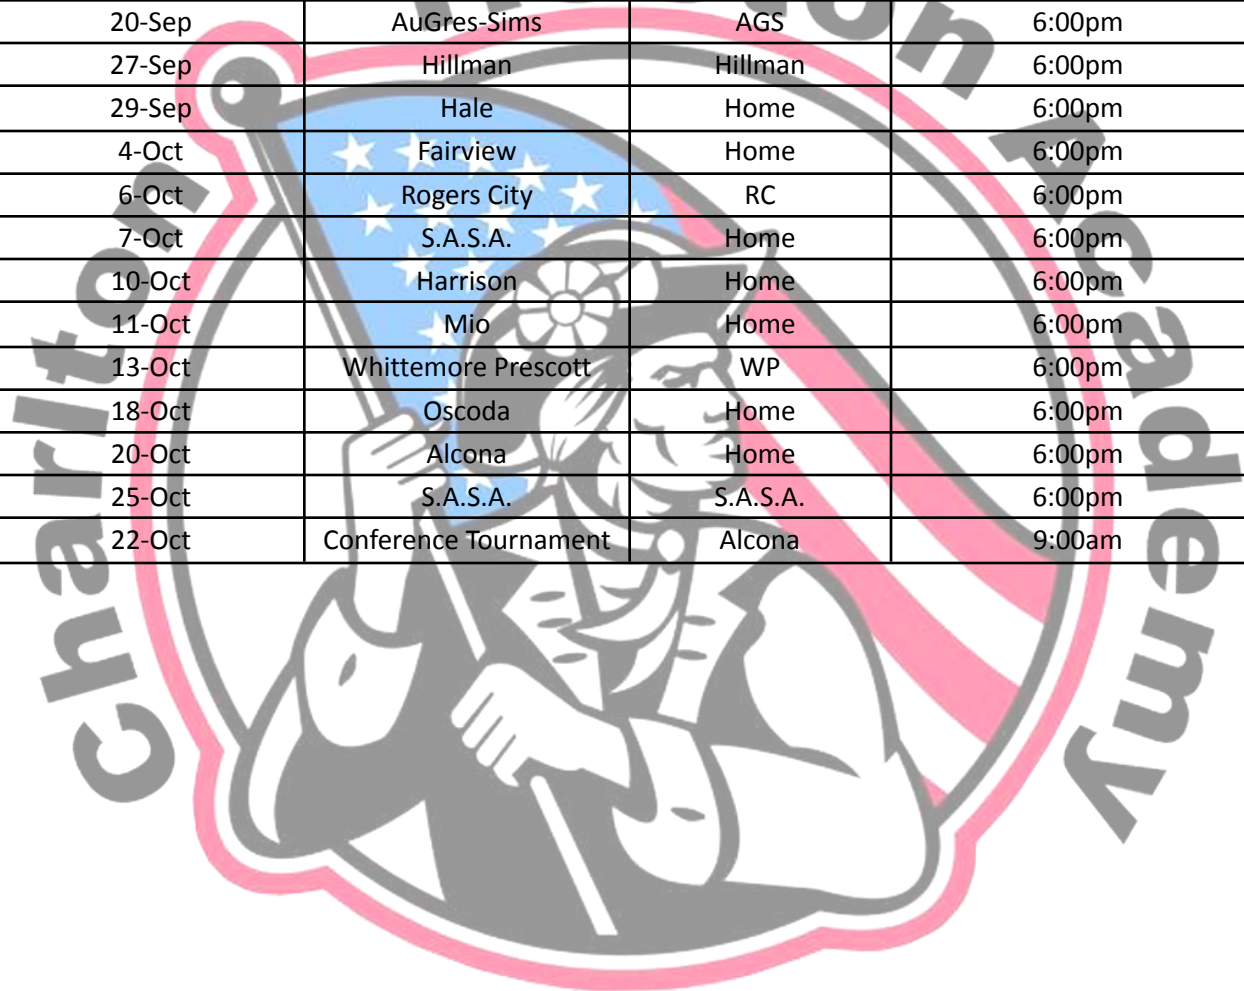 20-Sep AuGres-Sims AGS 6:00pm
27-Sep Hillman Hillman 6:00pm
29-Sep Hale Home 6:00pm
4-Oct Fairview Home 6:00pm
6-Oct Rogers City RC 6:00pm
7-Oct S.A.S.A. Home 6:00pm
10-Oct Harrison Home 6:00pm
11-Oct Mio Home 6:00pm
13-Oct Whittemore Prescott WP 6:00pm
18-Oct Oscoda Home 6:00pm
20-Oct Alcona Home 6:00pm
25-Oct S.A.S.A. S.A.S.A. 6:00pm
22-Oct Conference Tournament Alcona 9:00am
Charlton
Academy